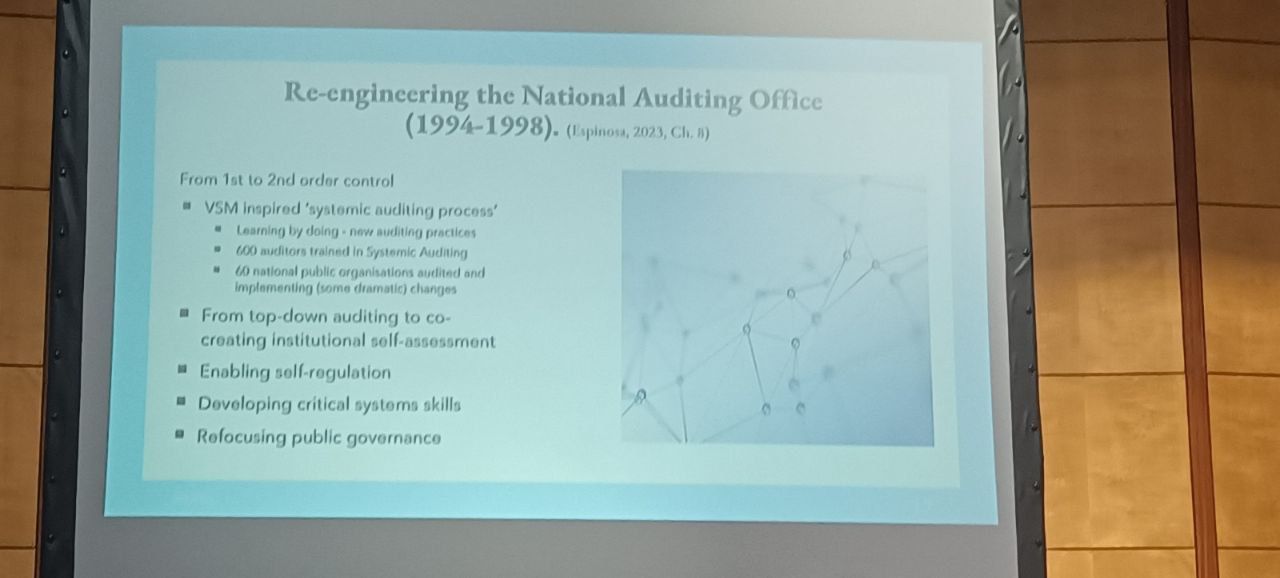 Re-engineering the National Auditing Office
(1994-1998). (Espinosa, 2023, Ch. 8)
From 1st to 2nd order control
VSM inspired 'systemic auditing process'
Learning by doing - new auditing practices
600 auditors trained in Systemic Auditing
60 national public organisations audited and
implementing (some dramatic) changes
From top-down auditing to co-
creating institutional self-assessment
Enabling self-regulation
Developing critical systems skills
Refocusing public governance